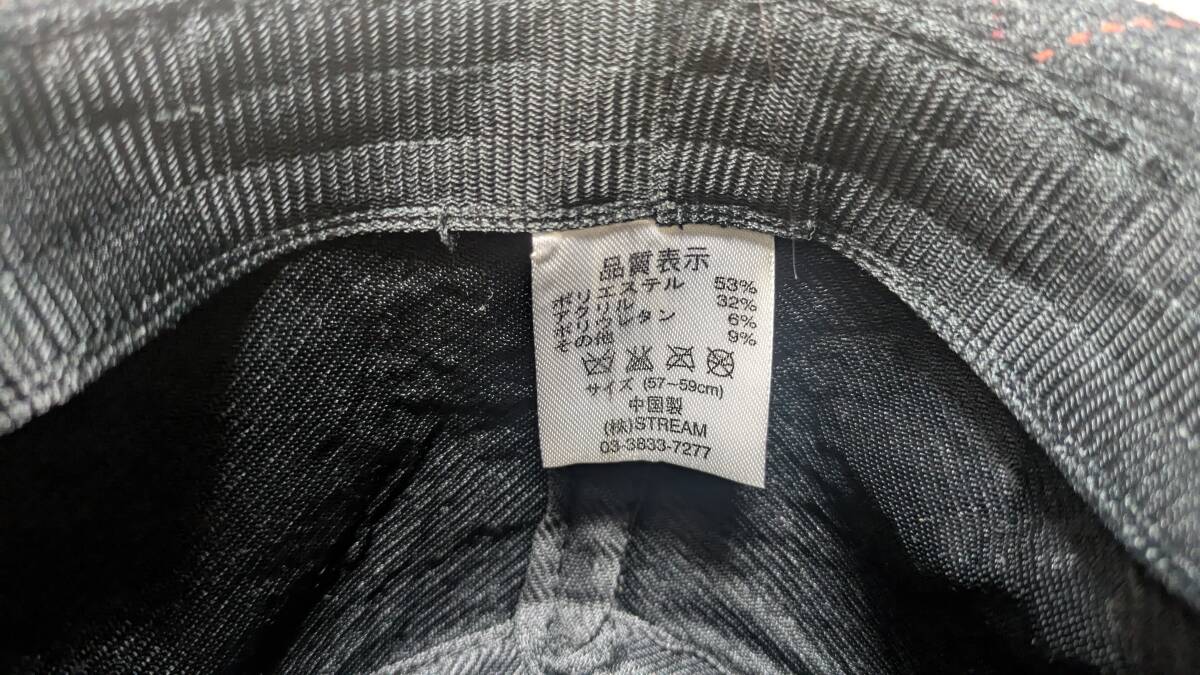 品質表示
ポリエステル 53%
アクリル 32%
ポリウレタン 6%
その他 9%
サイズ (57~59cm)
中国製
(株)STREAM
03-3833-7277